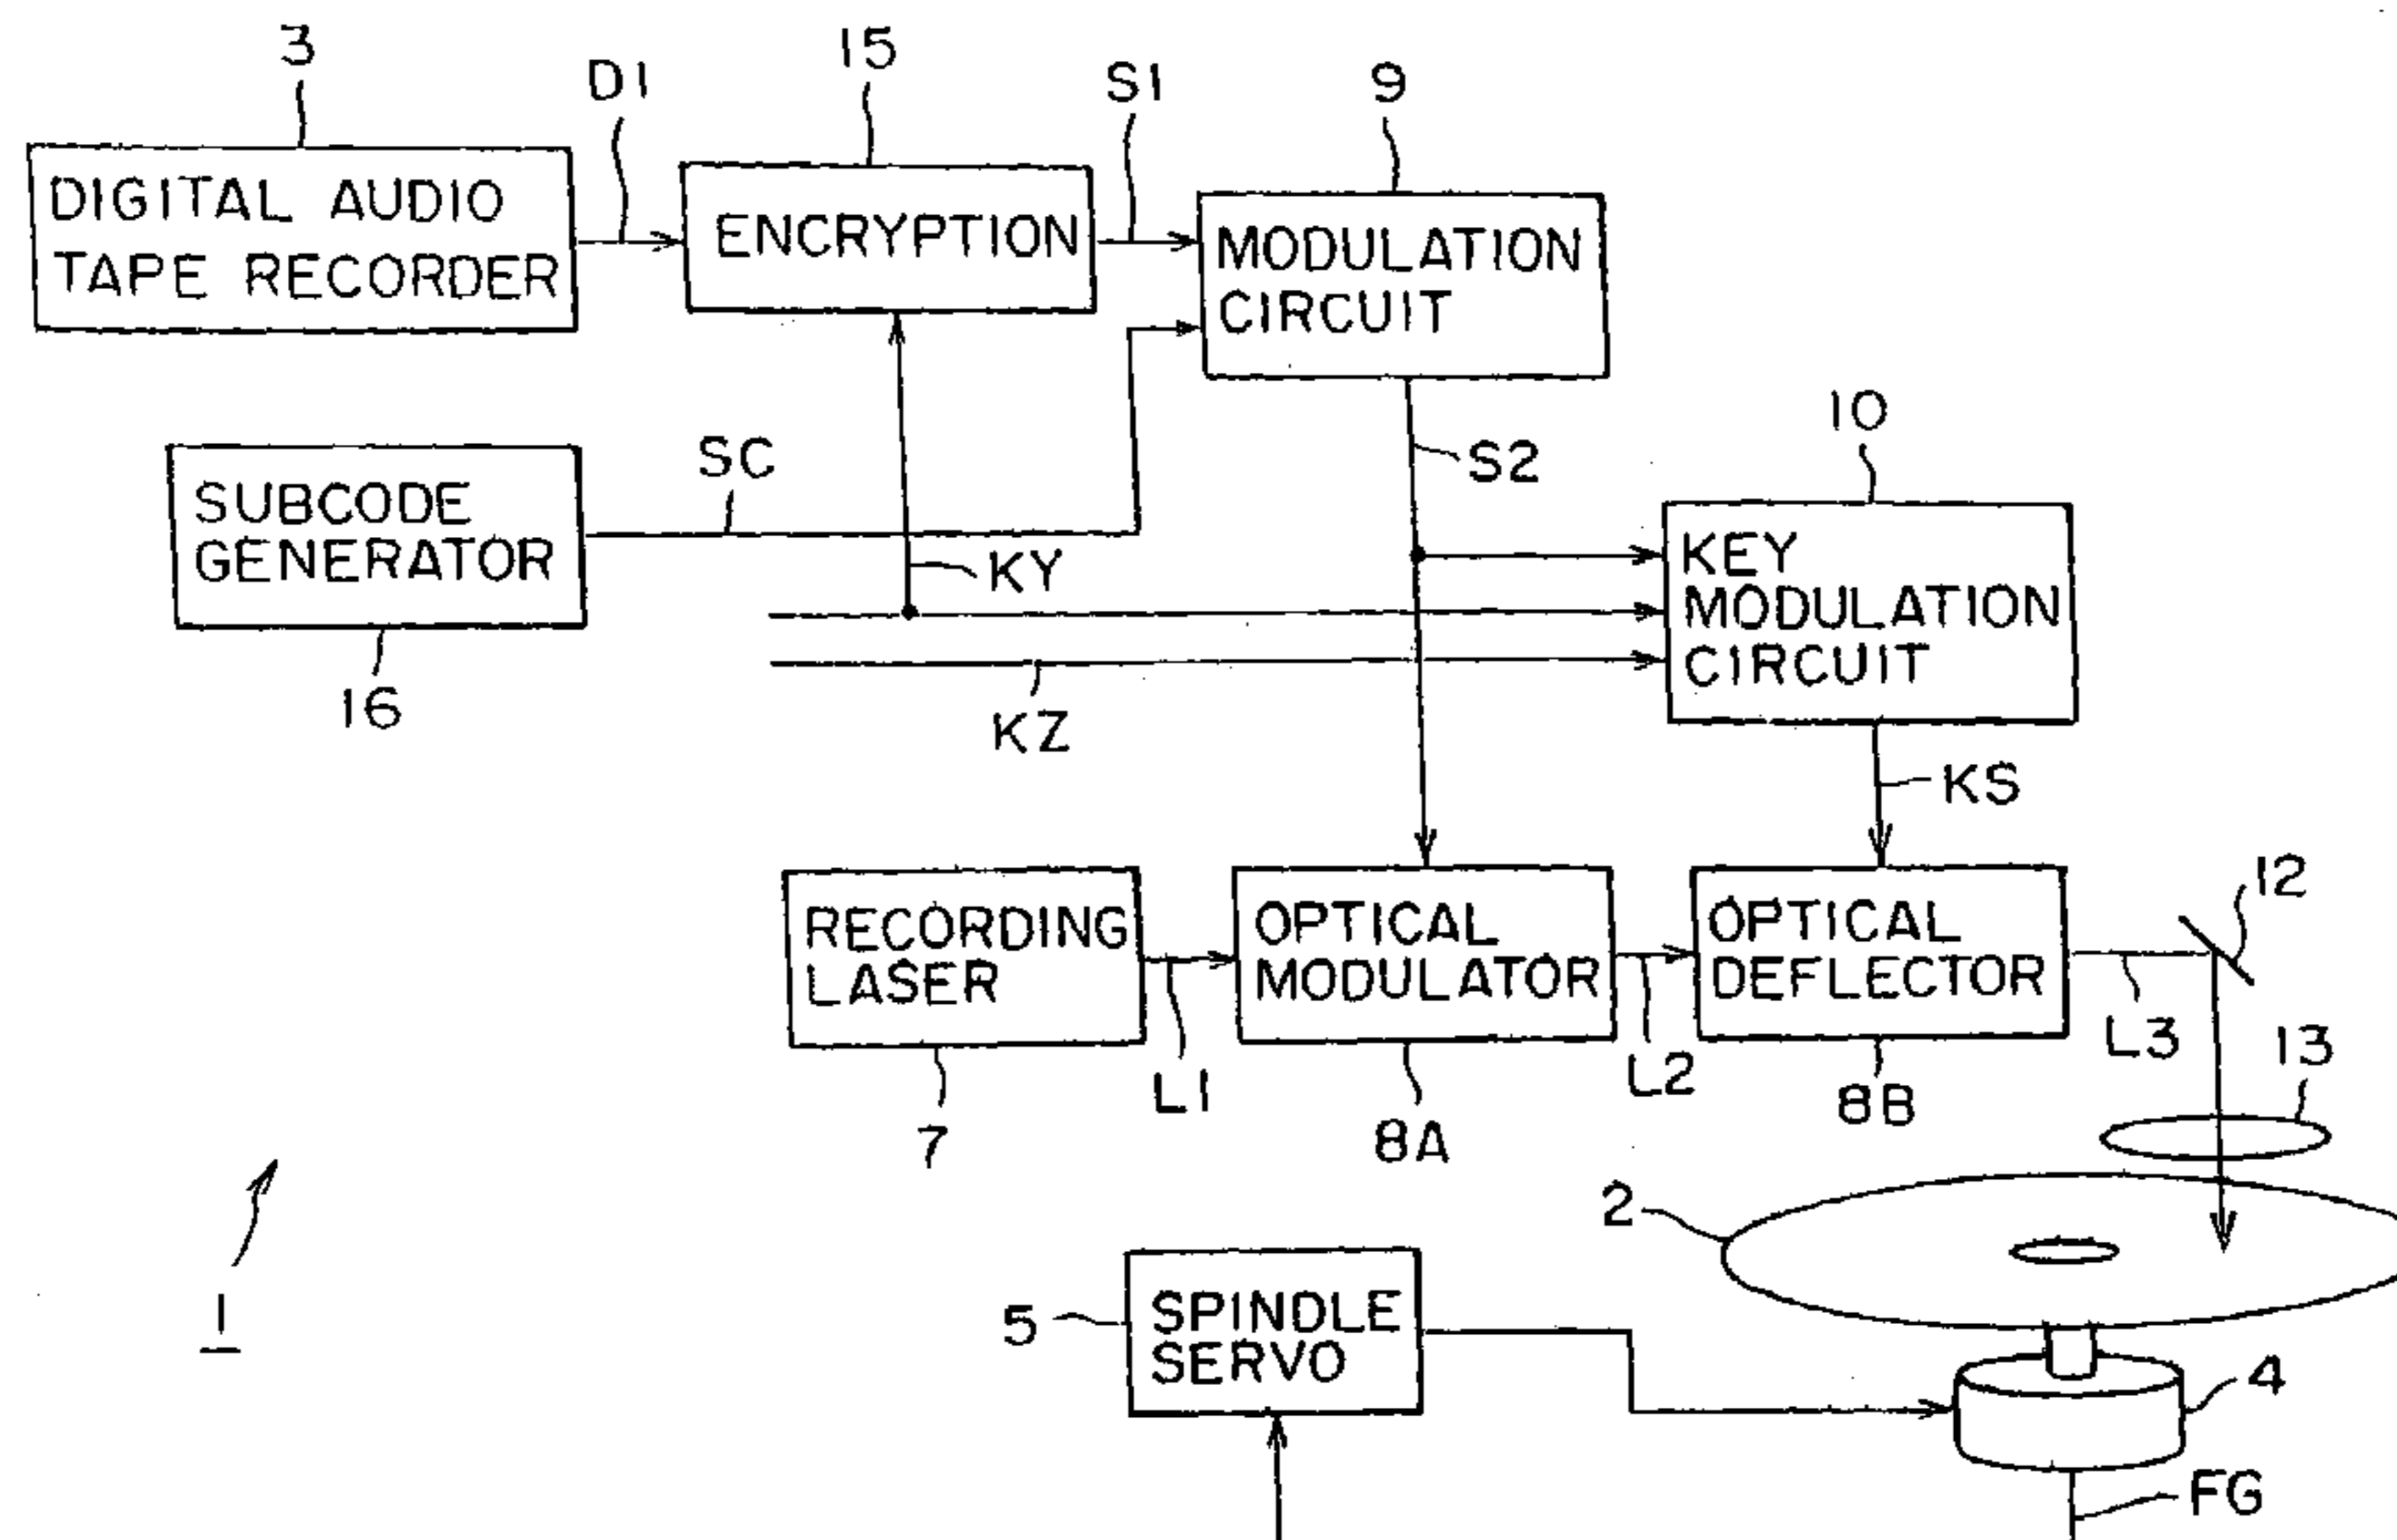 3
D1
15
S1
9
DIGITAL AUDIO
TAPE RECORDER
ENCRYPTION
MODULATION
CIRCUIT
10
SC
S2
SUBCODE
GENERATOR
KY
KEY
MODULATION
CIRCUIT
16
KZ
KS
12
RECORDING
LASER
OPTICAL
MODULATOR
OPTICAL
DEFLECTOR
L1
L2
L3
13
7
8A
8B
2
1
5
SPINDLE
SERVO
4
FG